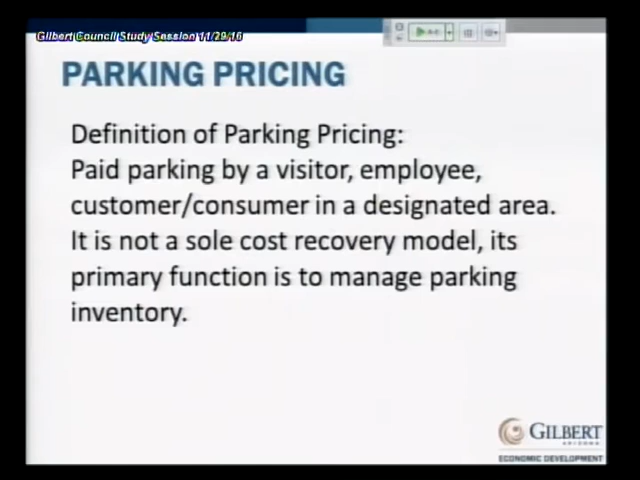 Gilbert Council Study Session 11/29/16
PARKING PRICING
Definition of Parking Pricing:
Paid parking by a visitor, employee,
customer/consumer in a designated area.
It is not a sole cost recovery model, its
primary function is to manage parking
inventory.
GILBERT
ARIZONA
ECONOMIC DEVELOPMENT